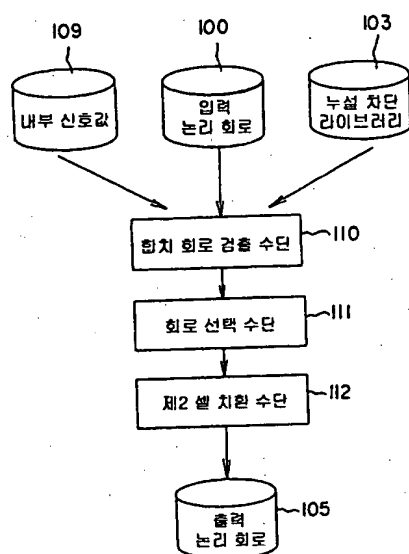 109
100
103
내부 신호값
입력
논리 회로
누설 차단
라이브러리
합치 회로 검출 수단
110
회로 선택 수단
111
제2 셀 치환 수단
112
출력
논리 회로
105